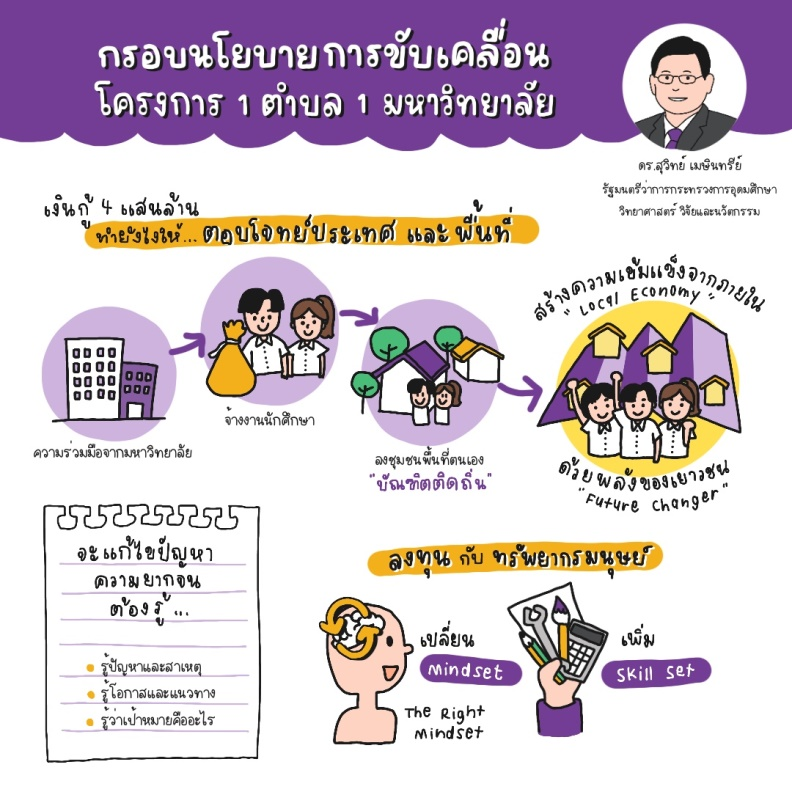 กรอบนโยบายการขับเคลื่อน
โครงการ 1 ตำบล 1 มหาวิทยาลัย
ดร.สุวิทย์ เมษินทรีย์
รัฐมนตรีว่าการกระทรวงการอุดมศึกษา
วิทยาศาสตร์ วิจัยและนวัตกรรม
เงินกู้ 4 แสนล้าน
ทำยังไงให้... ตอบโจทย์ประเทศ และ พื้นที่
ความร่วมมือจากมหาวิทยาลัย
จ้างงานนักศึกษา
ลงชุมชนพื้นที่ตนเอง
"บัณฑิตติดถิ่น"
สร้างความเข้มแข็งจากภายใน
"Local Economy"
ด้วยพลังของเยาวชน
"Future Changer"
จะแก้ไขปัญหา
ความยากจน
ต้องรู้ ...
รู้ปัญหาและสาเหตุ
รู้โอกาสและแนวทาง
รู้ว่าเป้าหมายคืออะไร
ลงทุน กับ ทรัพยากรมนุษย์
เปลี่ยน
Mindset
The Right
Mindset
เพิ่ม
Skill Set